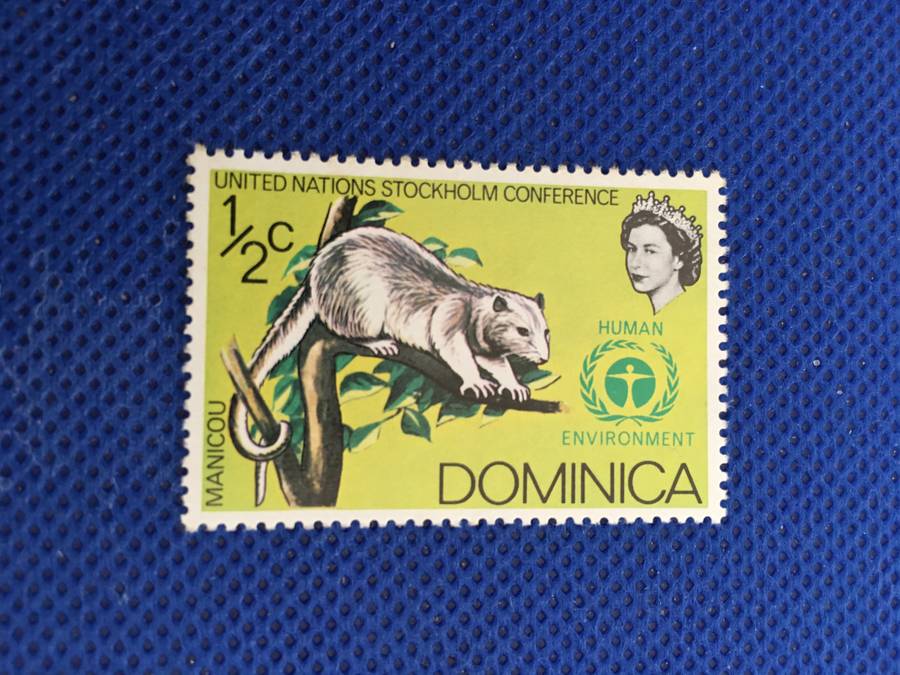 UNITED NATIONS STOCKHOLM CONFERENCE
½c
HUMAN
ENVIRONMENT
MANICOU
DOMINICA